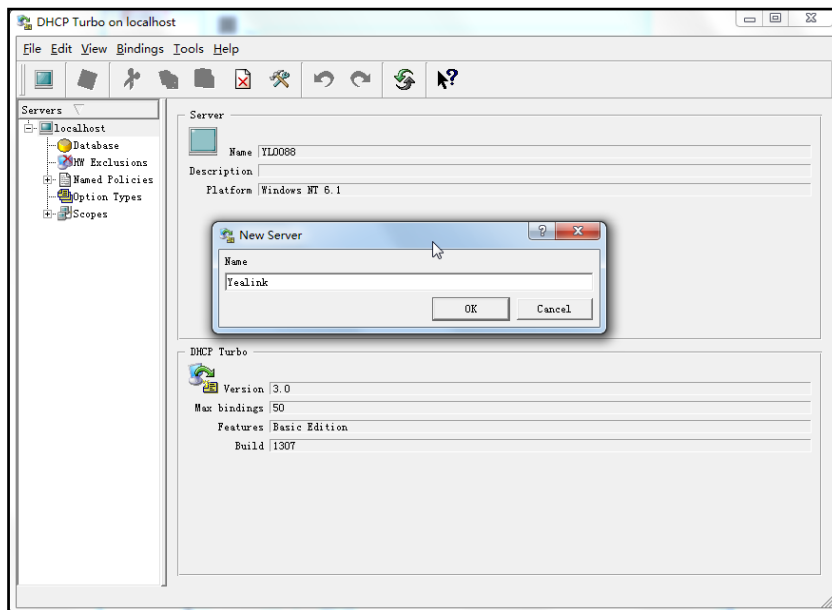 DHCP Turbo on localhost
File Edit View Bindings Tools Help
Servers
localhost
Database
HW Exclusions
Named Policies
Option Types
Scopes
Server
Name YL0088
Description
Platform Windows NT 6.1
New Server
Name
Yealink
OK Cancel
DHCP Turbo
Version 3.0
Max bindings 50
Features Basic Edition
Build 1307